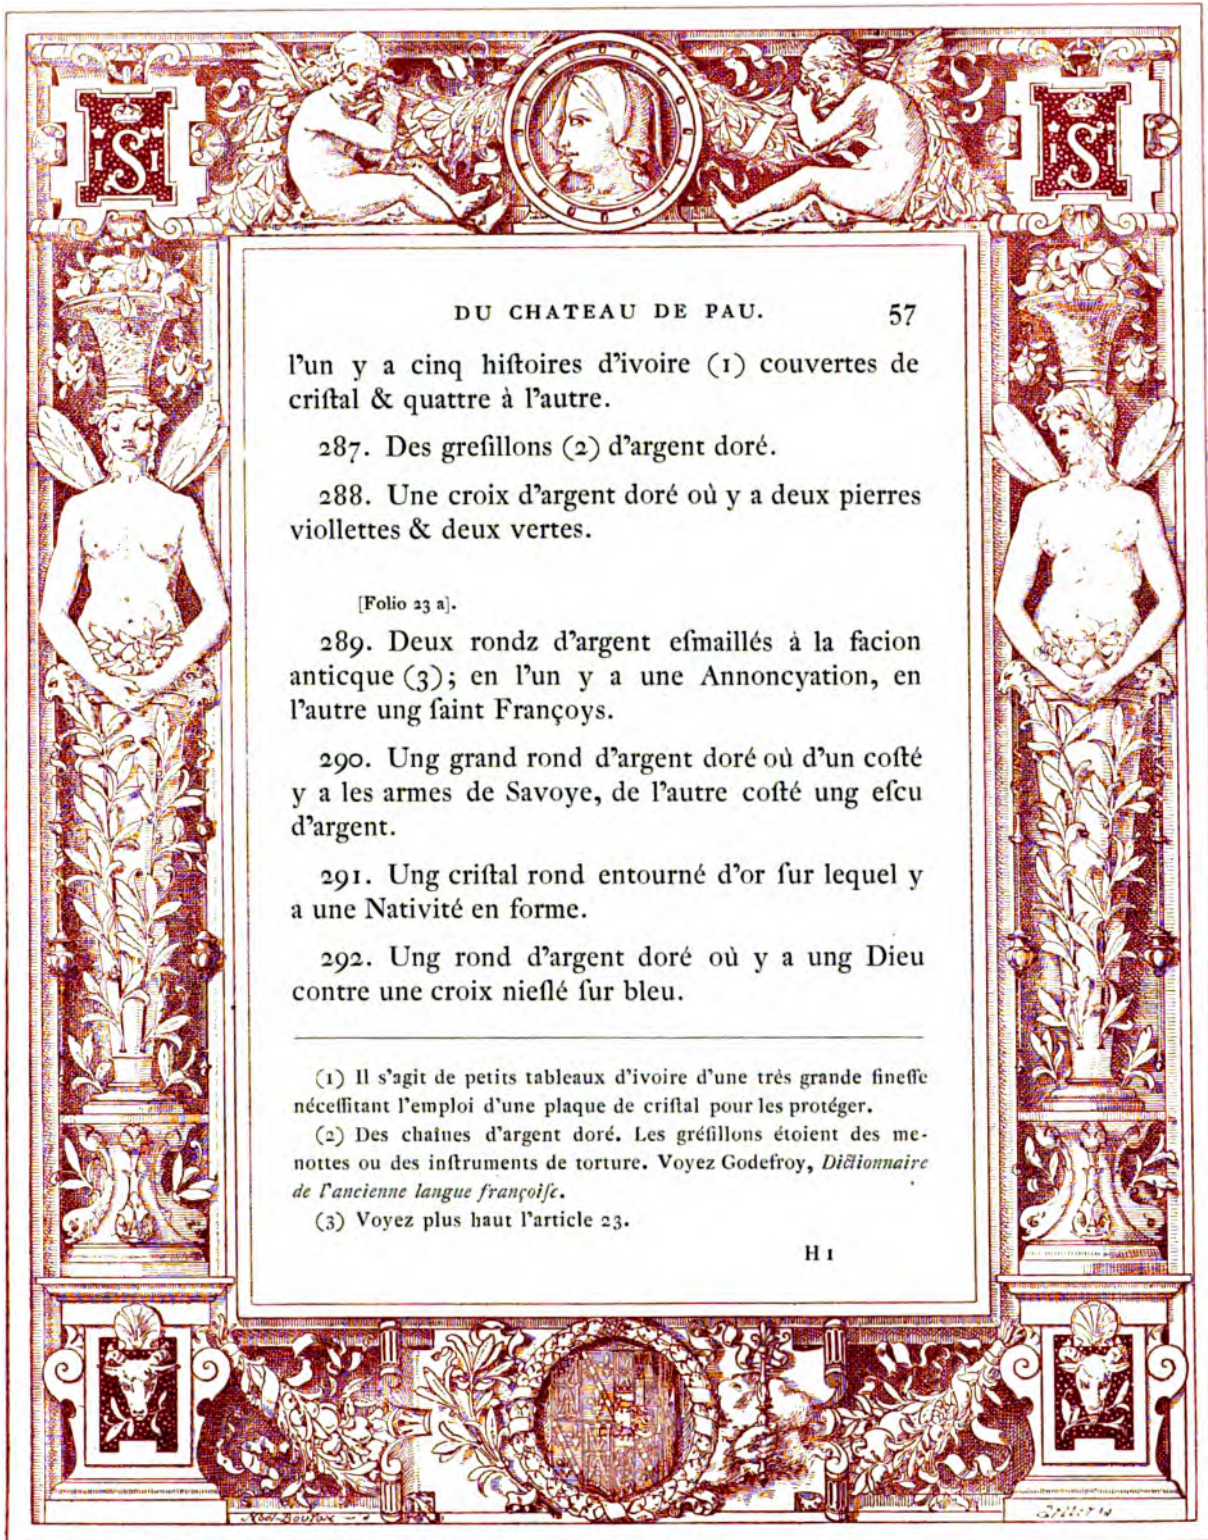 DU CHATEAU DE PAU. 57
l'un y a cinq hiſtoires d'ivoire (1) couvertes de
criſtal & quattre à l'autre.
287. Des greſillons (2) d'argent doré.
288. Une croix d'argent doré où y a deux pierres
viollettes & deux vertes.
[Folio 23 a].
289. Deux rondz d'argent eſmaillés à la facion
anticque (3); en l'un y a une Annoncyation, en
l'autre ung ſaint Françoys.
290. Ung grand rond d'argent doré où d'un coſté
y a les armes de Savoye, de l'autre coſté ung eſcu
d'argent.
291. Ung criſtal rond entourné d'or ſur lequel y
a une Nativité en forme.
292. Ung rond d'argent doré où y a ung Dieu
contre une croix nieſlé ſur bleu.
(1) Il s'agit de petits tableaux d'ivoire d'une très grande fineſſe
néceſſitant l'emploi d'une plaque de criſtal pour les protéger.
(2) Des chaînes d'argent doré. Les gréſillons étoient des me-
nottes ou des inſtruments de torture. Voyez Godefroy, Dictionnaire
de l'ancienne langue françoiſe.
(3) Voyez plus haut l'article 23.
H 1